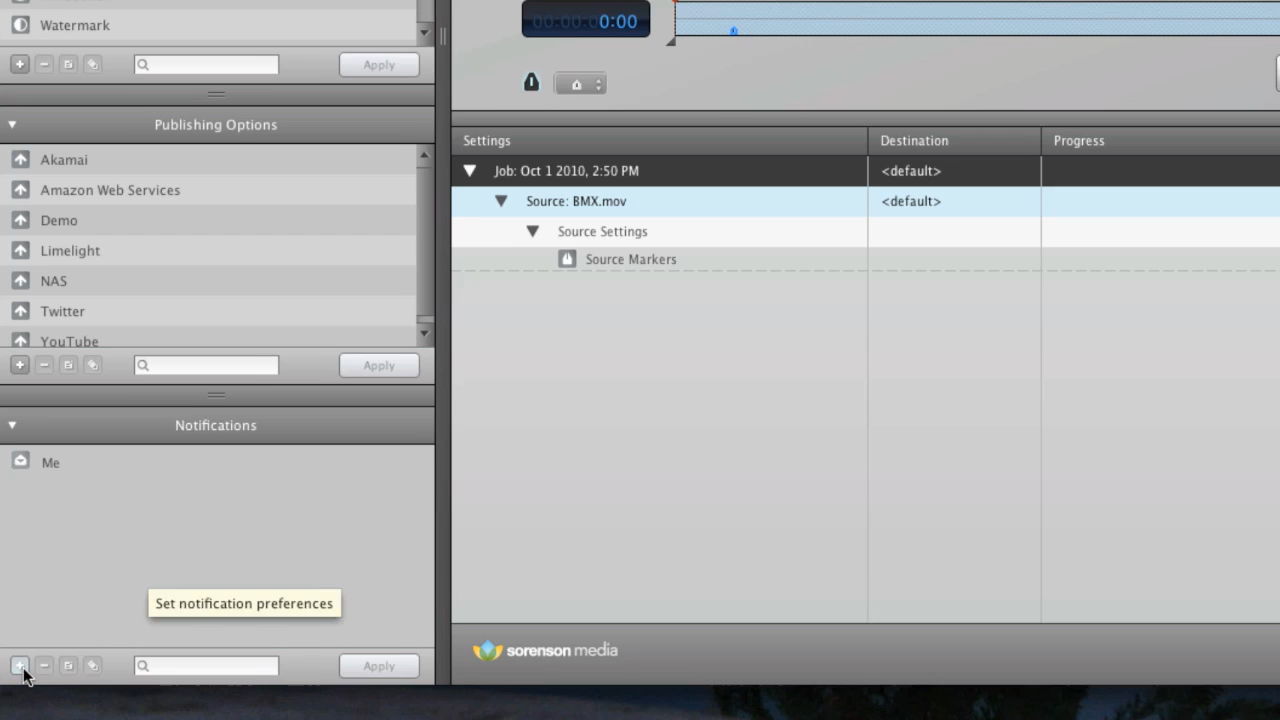 Watermark
0:00
Apply
Publishing Options
Settings
Destination
Progress
Akamai
Job: Oct 1 2010, 2:50 PM
<default>
Amazon Web Services
Source: BMX.mov
<default>
Demo
Source Settings
Limelight
Source Markers
NAS
Twitter
YouTube
Apply
Notifications
Me
Set notification preferences
sorenson media
Apply